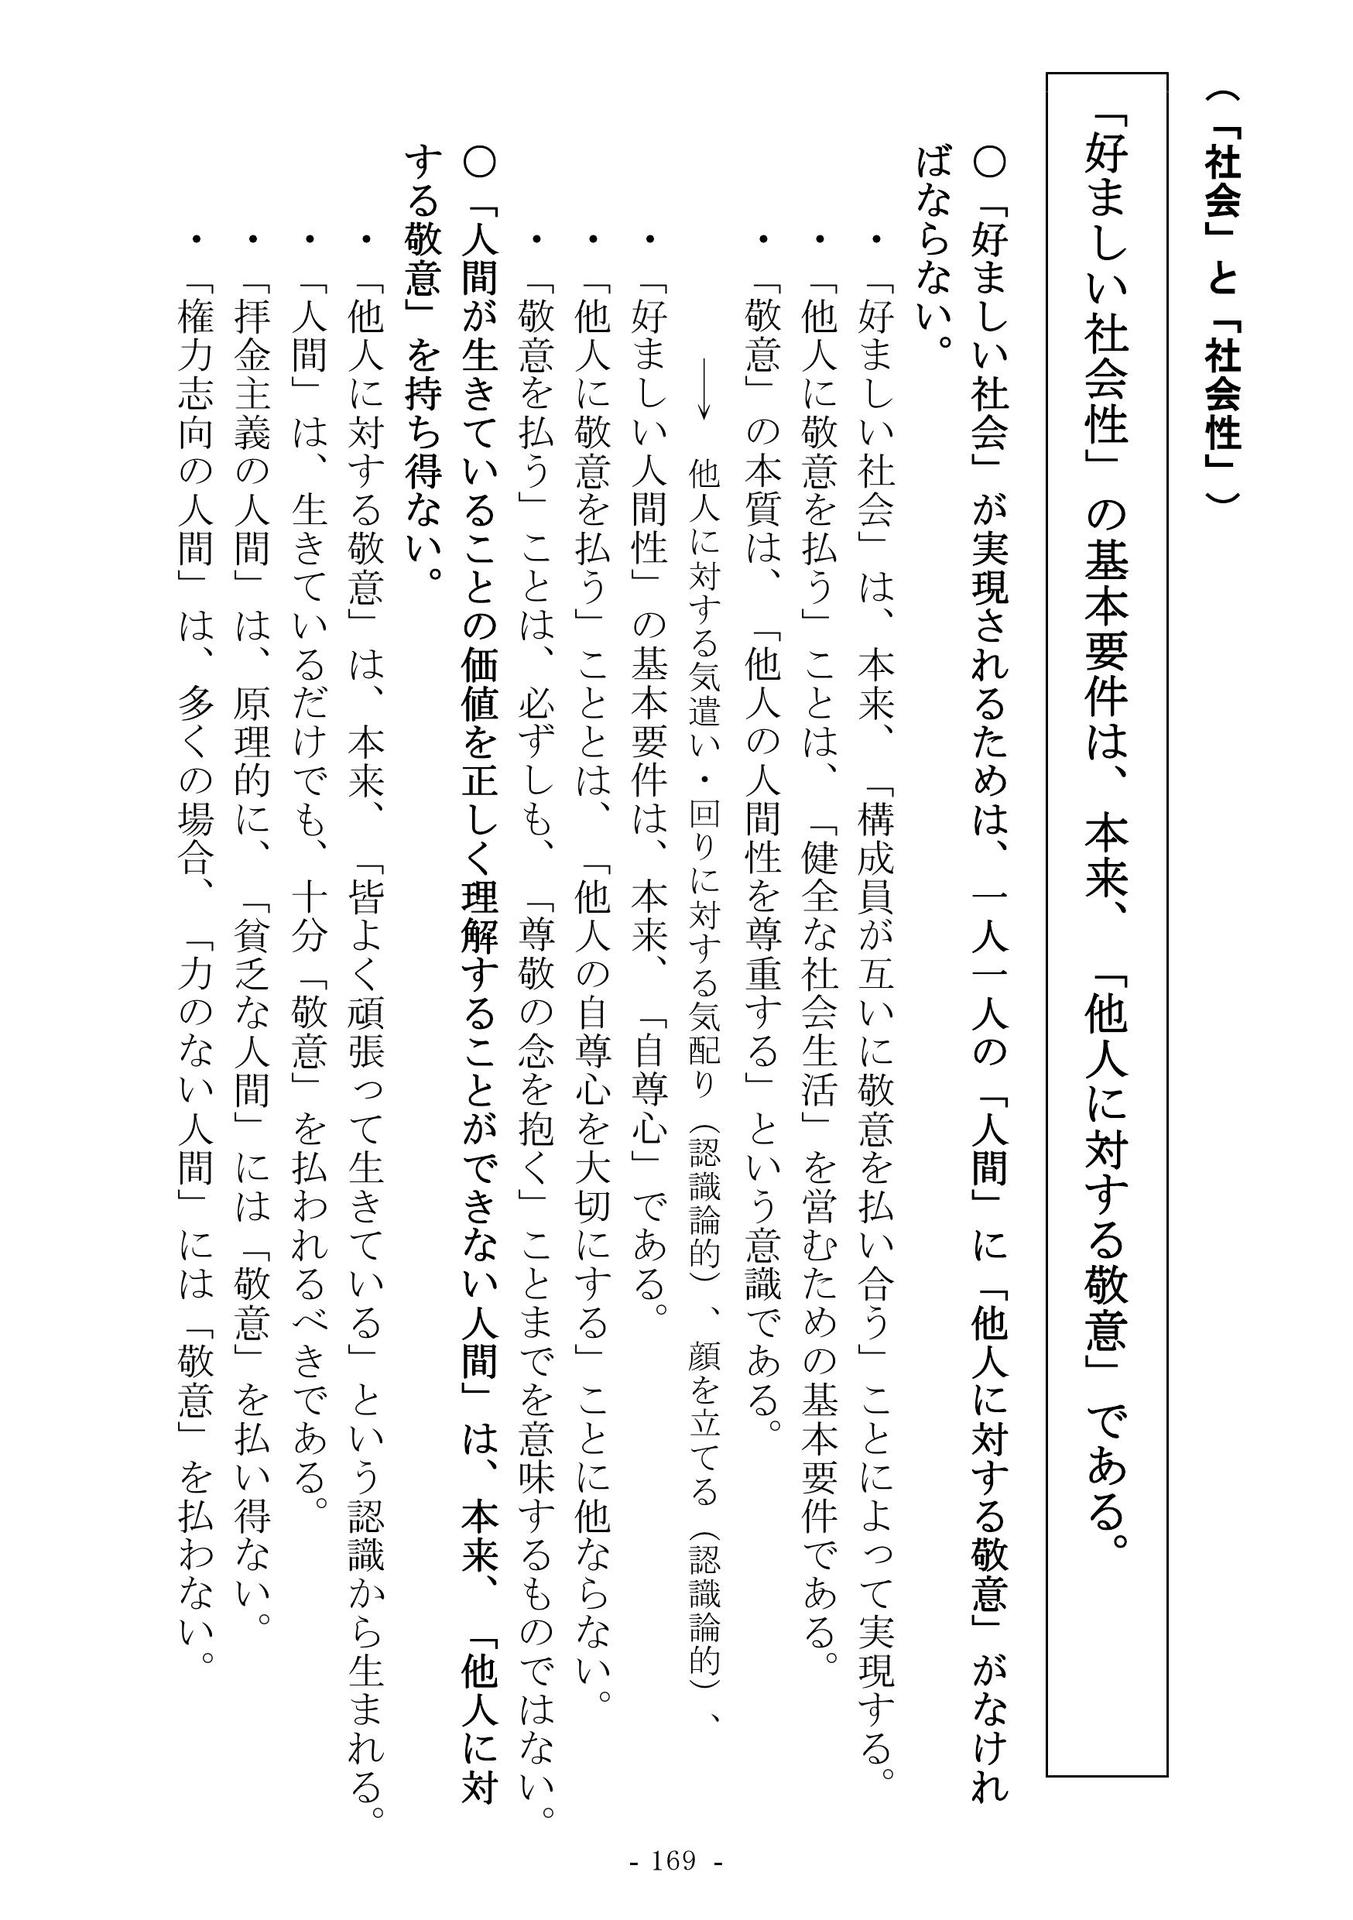 （「社会」と「社会性」）
「好ましい社会性」の基本要件は、本来、「他人に対する敬意」である。
〇「好ましい社会」が実現されるためは、一人一人の「人間」に「他人に対する敬意」がなけれ
ばならない。
・「好ましい社会」は、本来、「構成員が互いに敬意を払い合う」ことによって実現する。
・「他人に敬意を払う」ことは、「健全な社会生活」を営むための基本要件である。
・「敬意」の本質は、「他人の人間性を尊重する」という意識である。
→ 他人に対する気遣い・回りに対する気配り（認識論的）、顔を立てる（認識論的）、
・「好ましい人間性」の基本要件は、本来、「自尊心」である。
・「他人に敬意を払う」こととは、「他人の自尊心を大切にする」ことに他ならない。
・「敬意を払う」ことは、必ずしも、「尊敬の念を抱く」ことまでを意味するものではない。
〇「人間が生きていることの価値を正しく理解することができない人間」は、本来、「他人に対
する敬意」を持ち得ない。
・「他人に対する敬意」は、本来、「皆よく頑張って生きている」という認識から生まれる。
・「人間」は、生きているだけでも、十分「敬意」を払われるべきである。
・「拝金主義の人間」は、原理的に、「貧乏な人間」には「敬意」を払い得ない。
・「権力志向の人間」は、多くの場合、「力のない人間」には「敬意」を払わない。
- 169 -